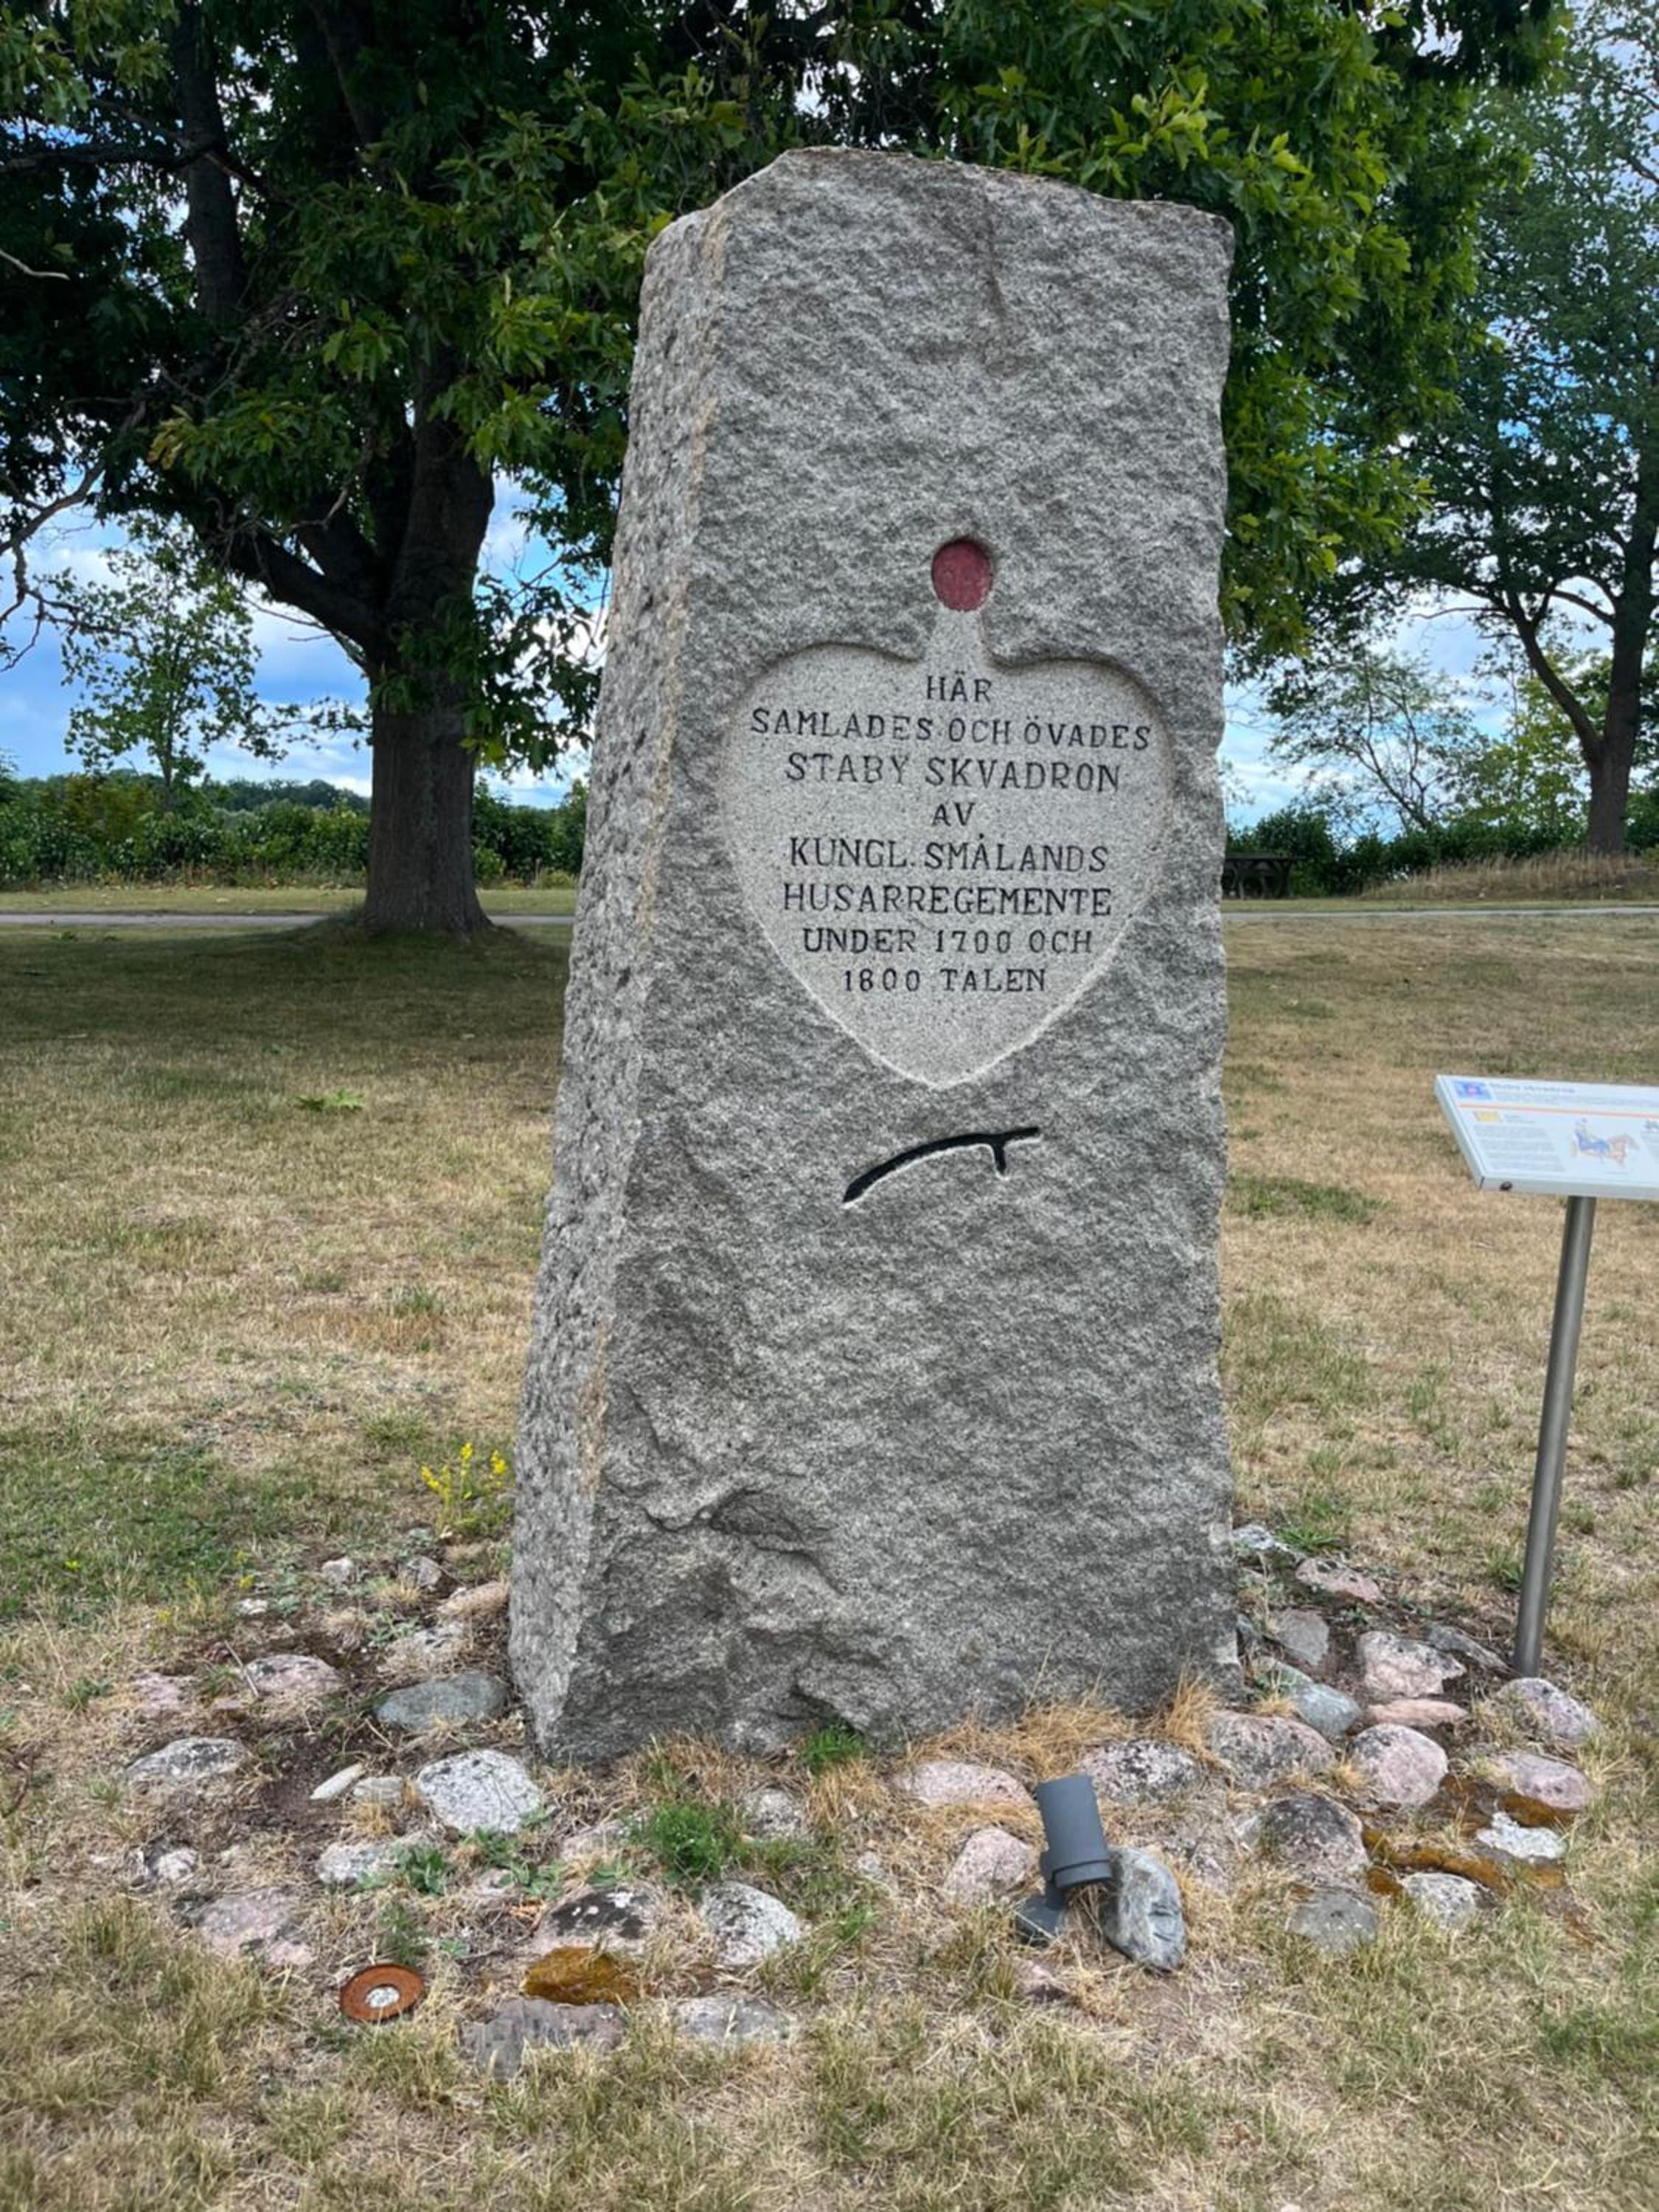 HÄR
SAMLADES OCH ÖVADES
STABY SKVADRON
AV
KUNGL. SMÅLANDS
HUSARREGEMENTE
UNDER 1700 OCH
1800 TALEN